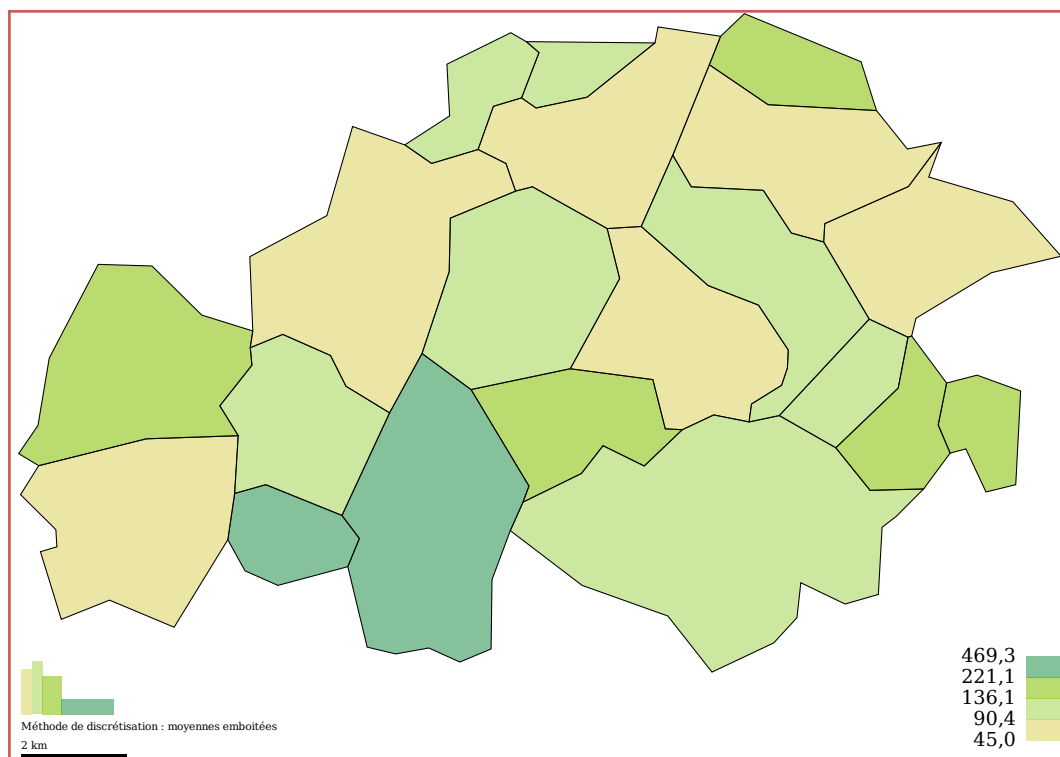 469,3
221,1
136,1
90,4
45,0
Méthode de discrétisation : moyennes emboitées
2 km